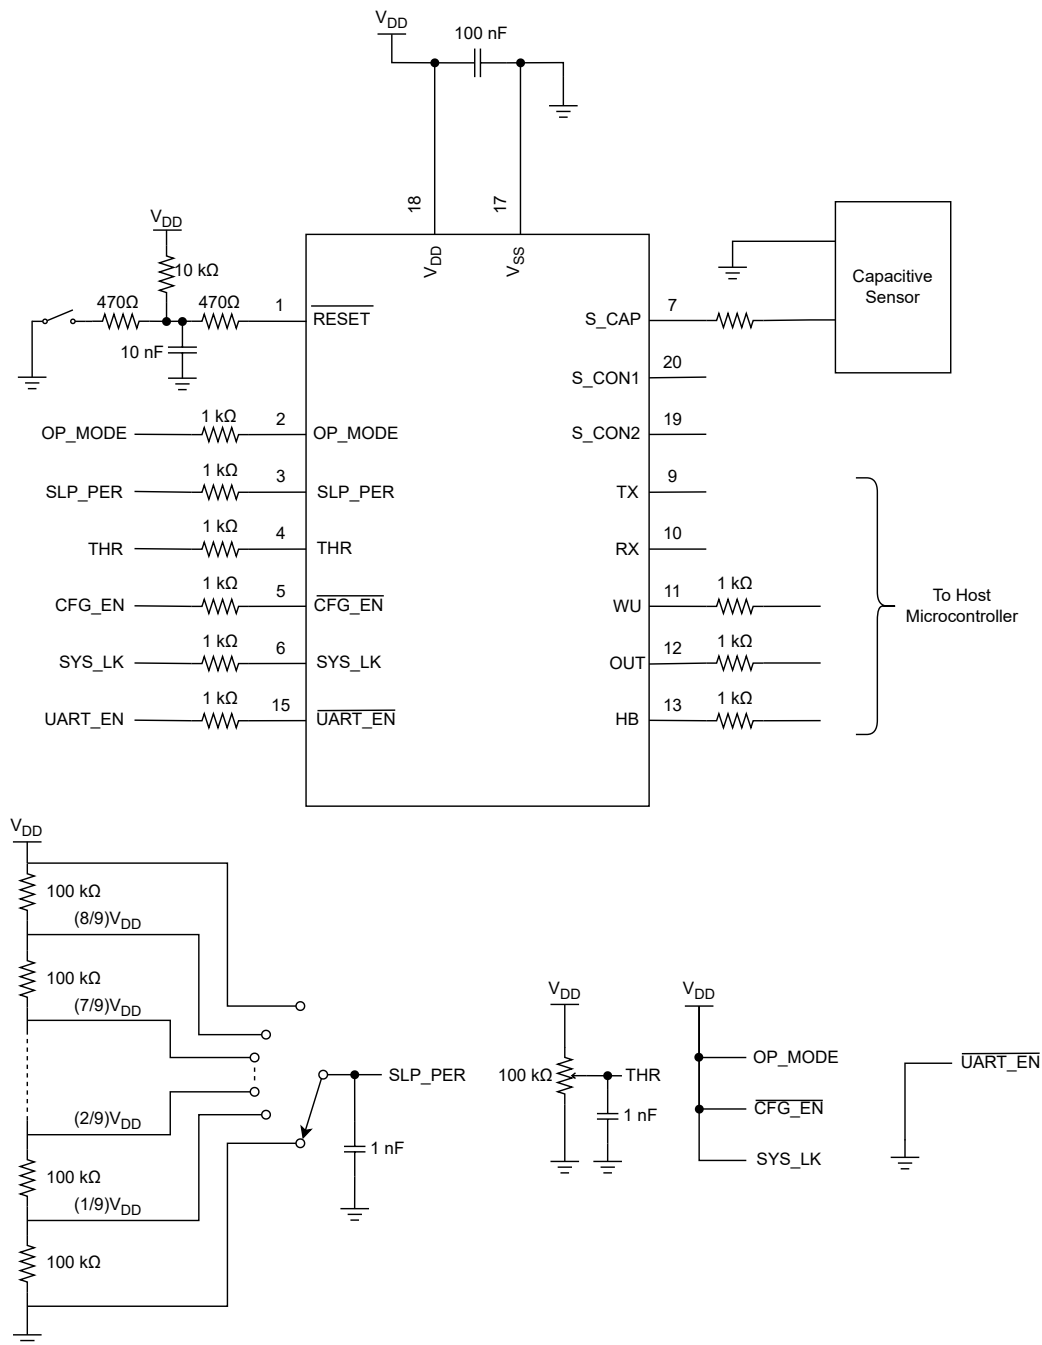 VDD
100 nF
18
17
VDD
VSS
VDD
10 kΩ
470Ω
470Ω
10 nF
1
RESET
1 kΩ
OP_MODE
2
OP_MODE
1 kΩ
SLP_PER
3
SLP_PER
1 kΩ
THR
4
THR
1 kΩ
CFG_EN
5
CFG_EN
1 kΩ
SYS_LK
6
SYS_LK
1 kΩ
UART_EN
15
UART_EN
S_CAP
7
Capacitive
Sensor
S_CON1
20
S_CON2
19
TX
9
RX
10
WU
11
1 kΩ
OUT
12
1 kΩ
HB
13
1 kΩ
To Host
Microcontroller
VDD
100 kΩ
(8/9)VDD
100 kΩ
(7/9)VDD
(2/9)VDD
100 kΩ
(1/9)VDD
100 kΩ
SLP_PER
1 nF
VDD
100 kΩ
THR
1 nF
VDD
OP_MODE
CFG_EN
SYS_LK
UART_EN